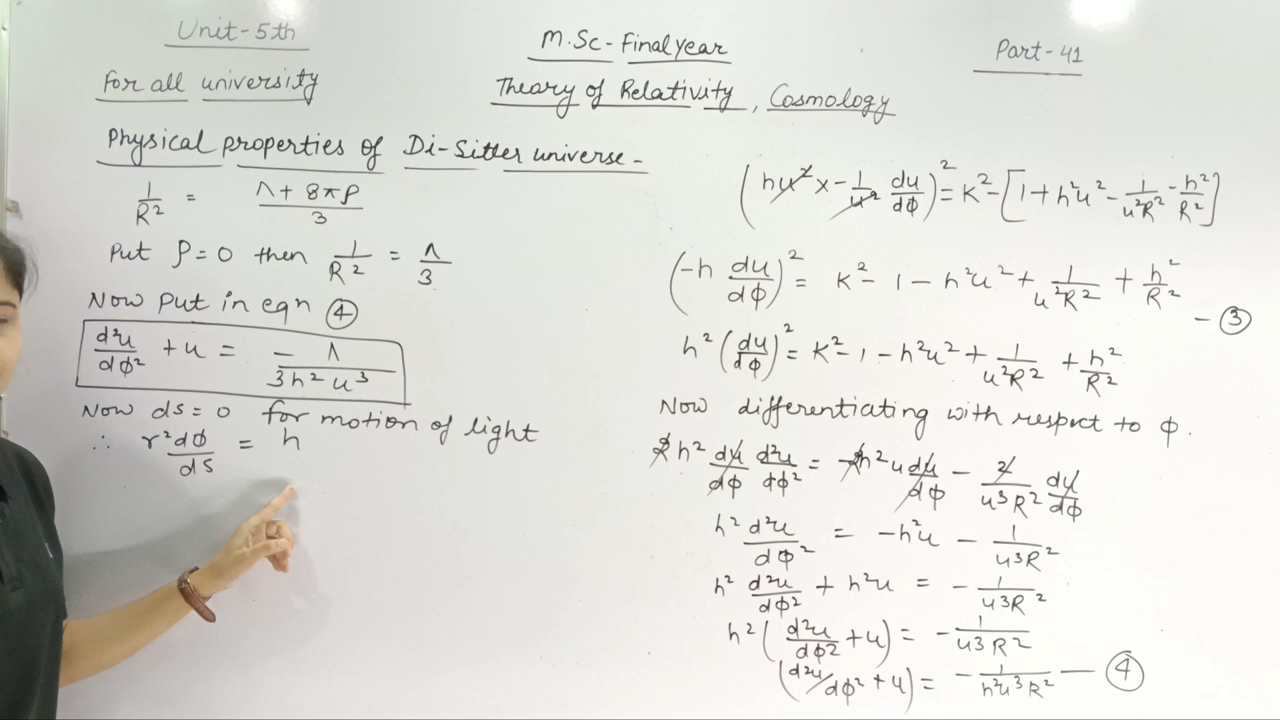 Unit-5th
M.Sc-Final year
Part-41
For all university
Theory of Relativity, Cosmology
Physical properties of Di-Sitter universe-
1/R² = (Λ + 8πρ)/3
Put ρ=0 then 1/R² = Λ/3
Now put in eqn ④
d²u/dϕ² + u = -Λ/(3h²u³)
Now ds=0 for motion of light
∴ r²dϕ/ds = h
(hu² x - 1/u² du/dϕ)² = K² - [1 + h²u² - 1/(u²R²) - h²/R²]
(-h du/dϕ)² = K² - 1 - h²u² + 1/(u²R²) + h²/R² - ③
h² (du/dϕ)² = K² - 1 - h²u² + 1/(u²R²) + h²/R²
Now differentiating with respect to ϕ.
2h² du/dϕ d²u/dϕ² = -2h²u du/dϕ - 2/(u³R²) du/dϕ
h² d²u/dϕ² = -h²u - 1/(u³R²)
h² d²u/dϕ² + h²u = - 1/(u³R²)
h² (d²u/dϕ² + u) = - 1/(u³R²)
(d²u/dϕ² + u) = - 1/(h²u³R²) — ④